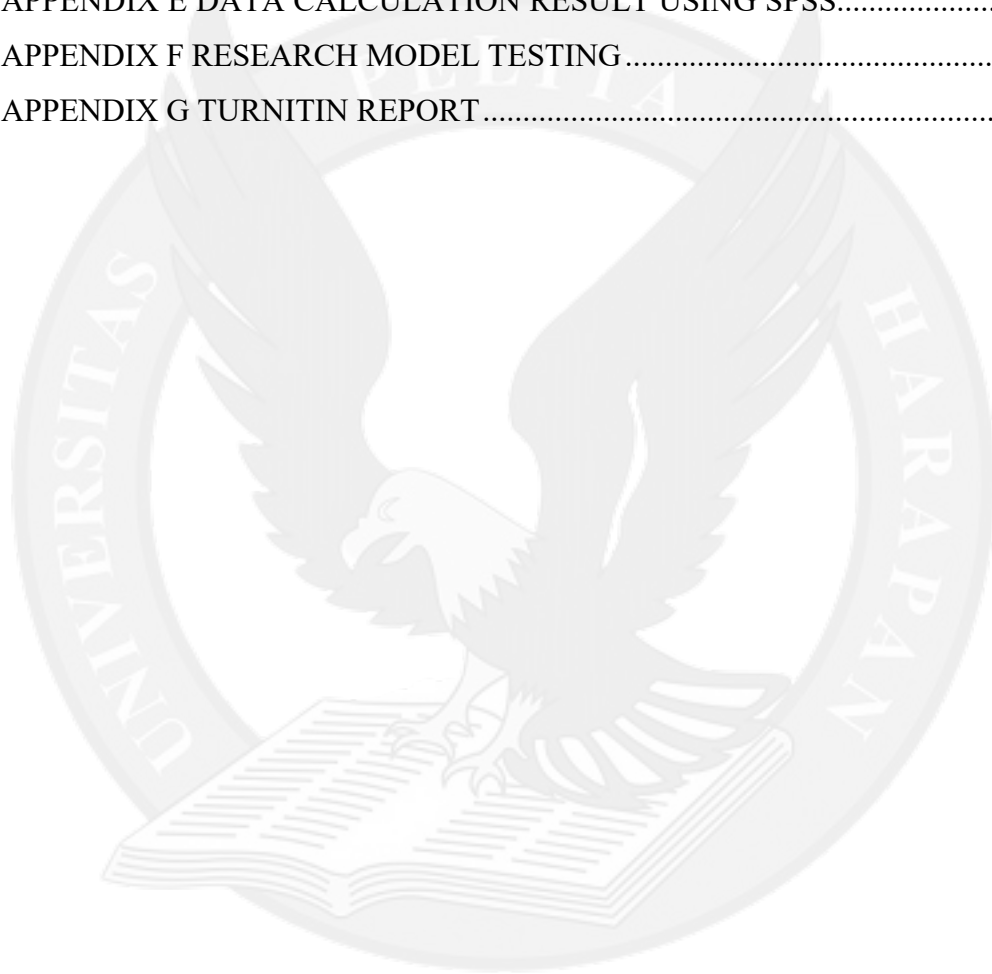 APPENDIX E DATA CALCULATION RESULT USING SPSS....................
APPENDIX F RESEARCH MODEL TESTING..............................................
APPENDIX G TURNITIN REPORT................................................................
UNIVERSITAS PELITA HARAPAN